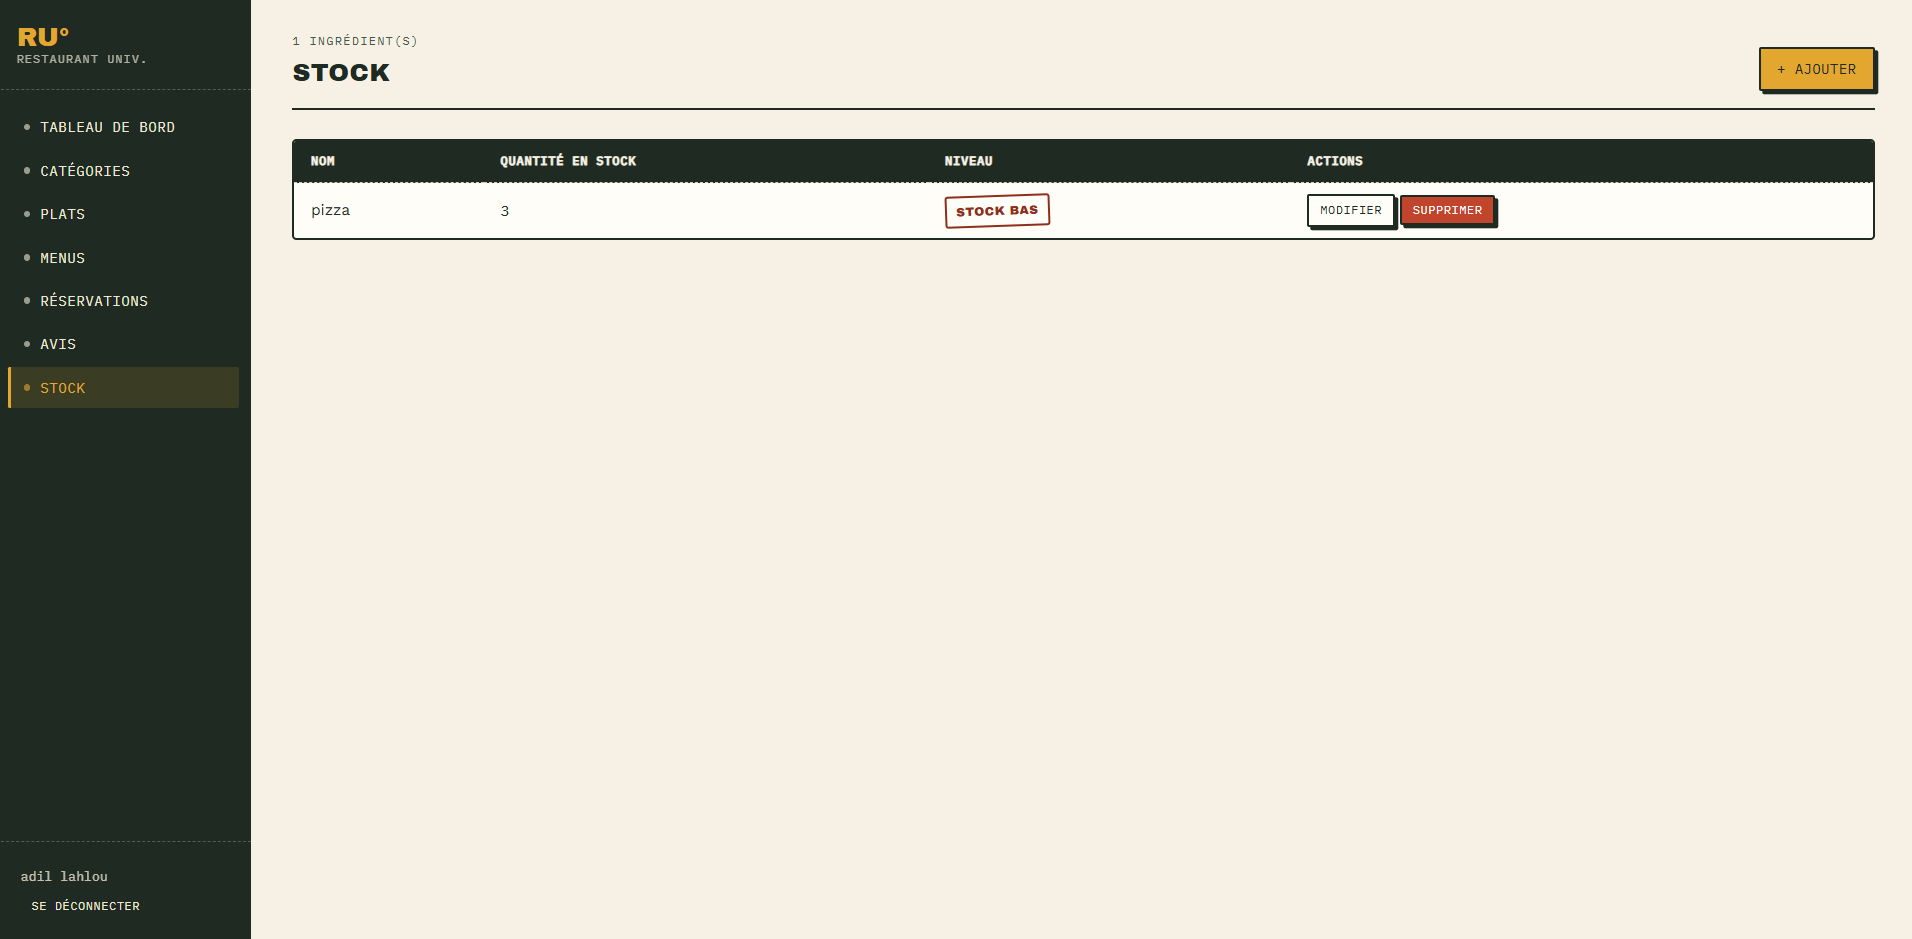 RU°
RESTAURANT UNIV.
TABLEAU DE BORD
CATÉGORIES
PLATS
MENUS
RÉSERVATIONS
AVIS
STOCK
adil lahlou
SE DÉCONNECTER
1 INGRÉDIENT(S)
STOCK
+ AJOUTER
NOM QUANTITÉ EN STOCK NIVEAU ACTIONS
pizza 3 STOCK BAS MODIFIER SUPPRIMER